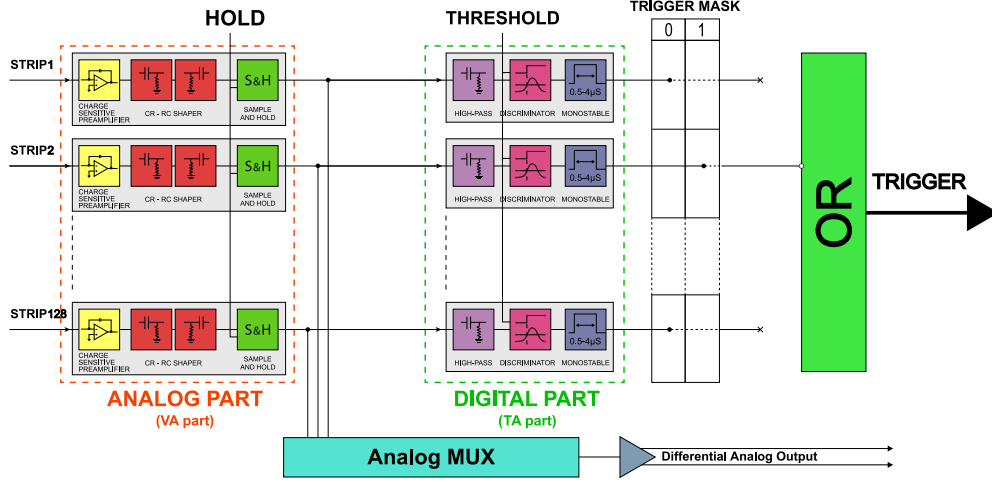 HOLD
THRESHOLD
TRIGGER MASK
0 1
STRIP1
S&H
CHARGE SENSITIVE PREAMPLIFIER
CR - RC SHAPER
SAMPLE AND HOLD
0.5-4µS
HIGH-PASS
DISCRIMINATOR
MONOSTABLE
STRIP2
S&H
CHARGE SENSITIVE PREAMPLIFIER
CR - RC SHAPER
SAMPLE AND HOLD
0.5-4µS
HIGH-PASS
DISCRIMINATOR
MONOSTABLE
OR
TRIGGER
STRIP128
S&H
CHARGE SENSITIVE PREAMPLIFIER
CR - RC SHAPER
SAMPLE AND HOLD
0.5-4µS
HIGH-PASS
DISCRIMINATOR
MONOSTABLE
ANALOG PART
(VA part)
DIGITAL PART
(TA part)
Analog MUX
Differential Analog Output